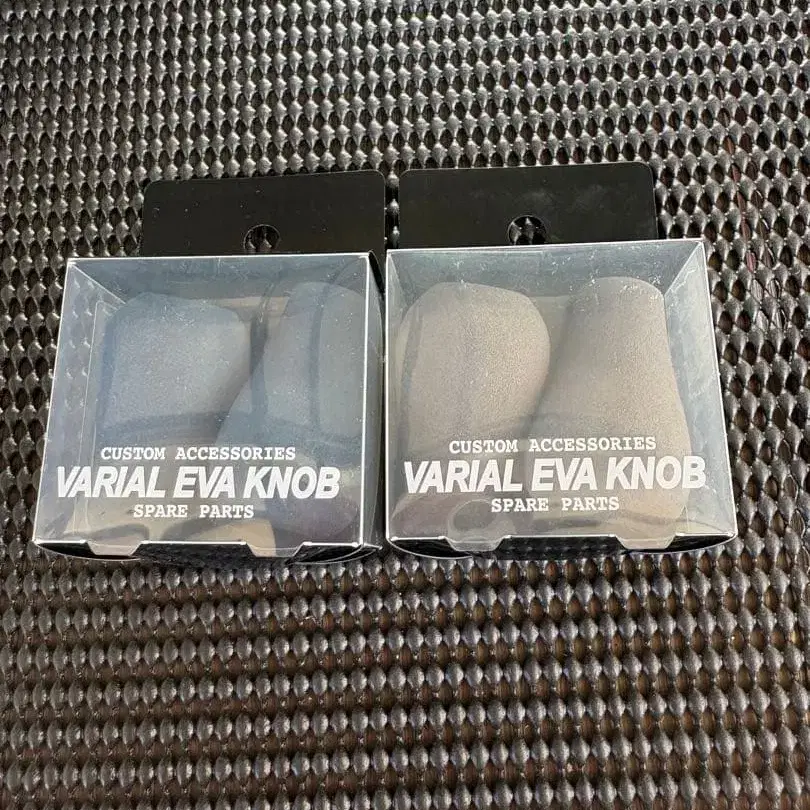 CUSTOM ACCESSORIES
VARIAL EVA KNOB
SPARE PARTS
CUSTOM ACCESSORIES
VARIAL EVA KNOB
SPARE PARTS